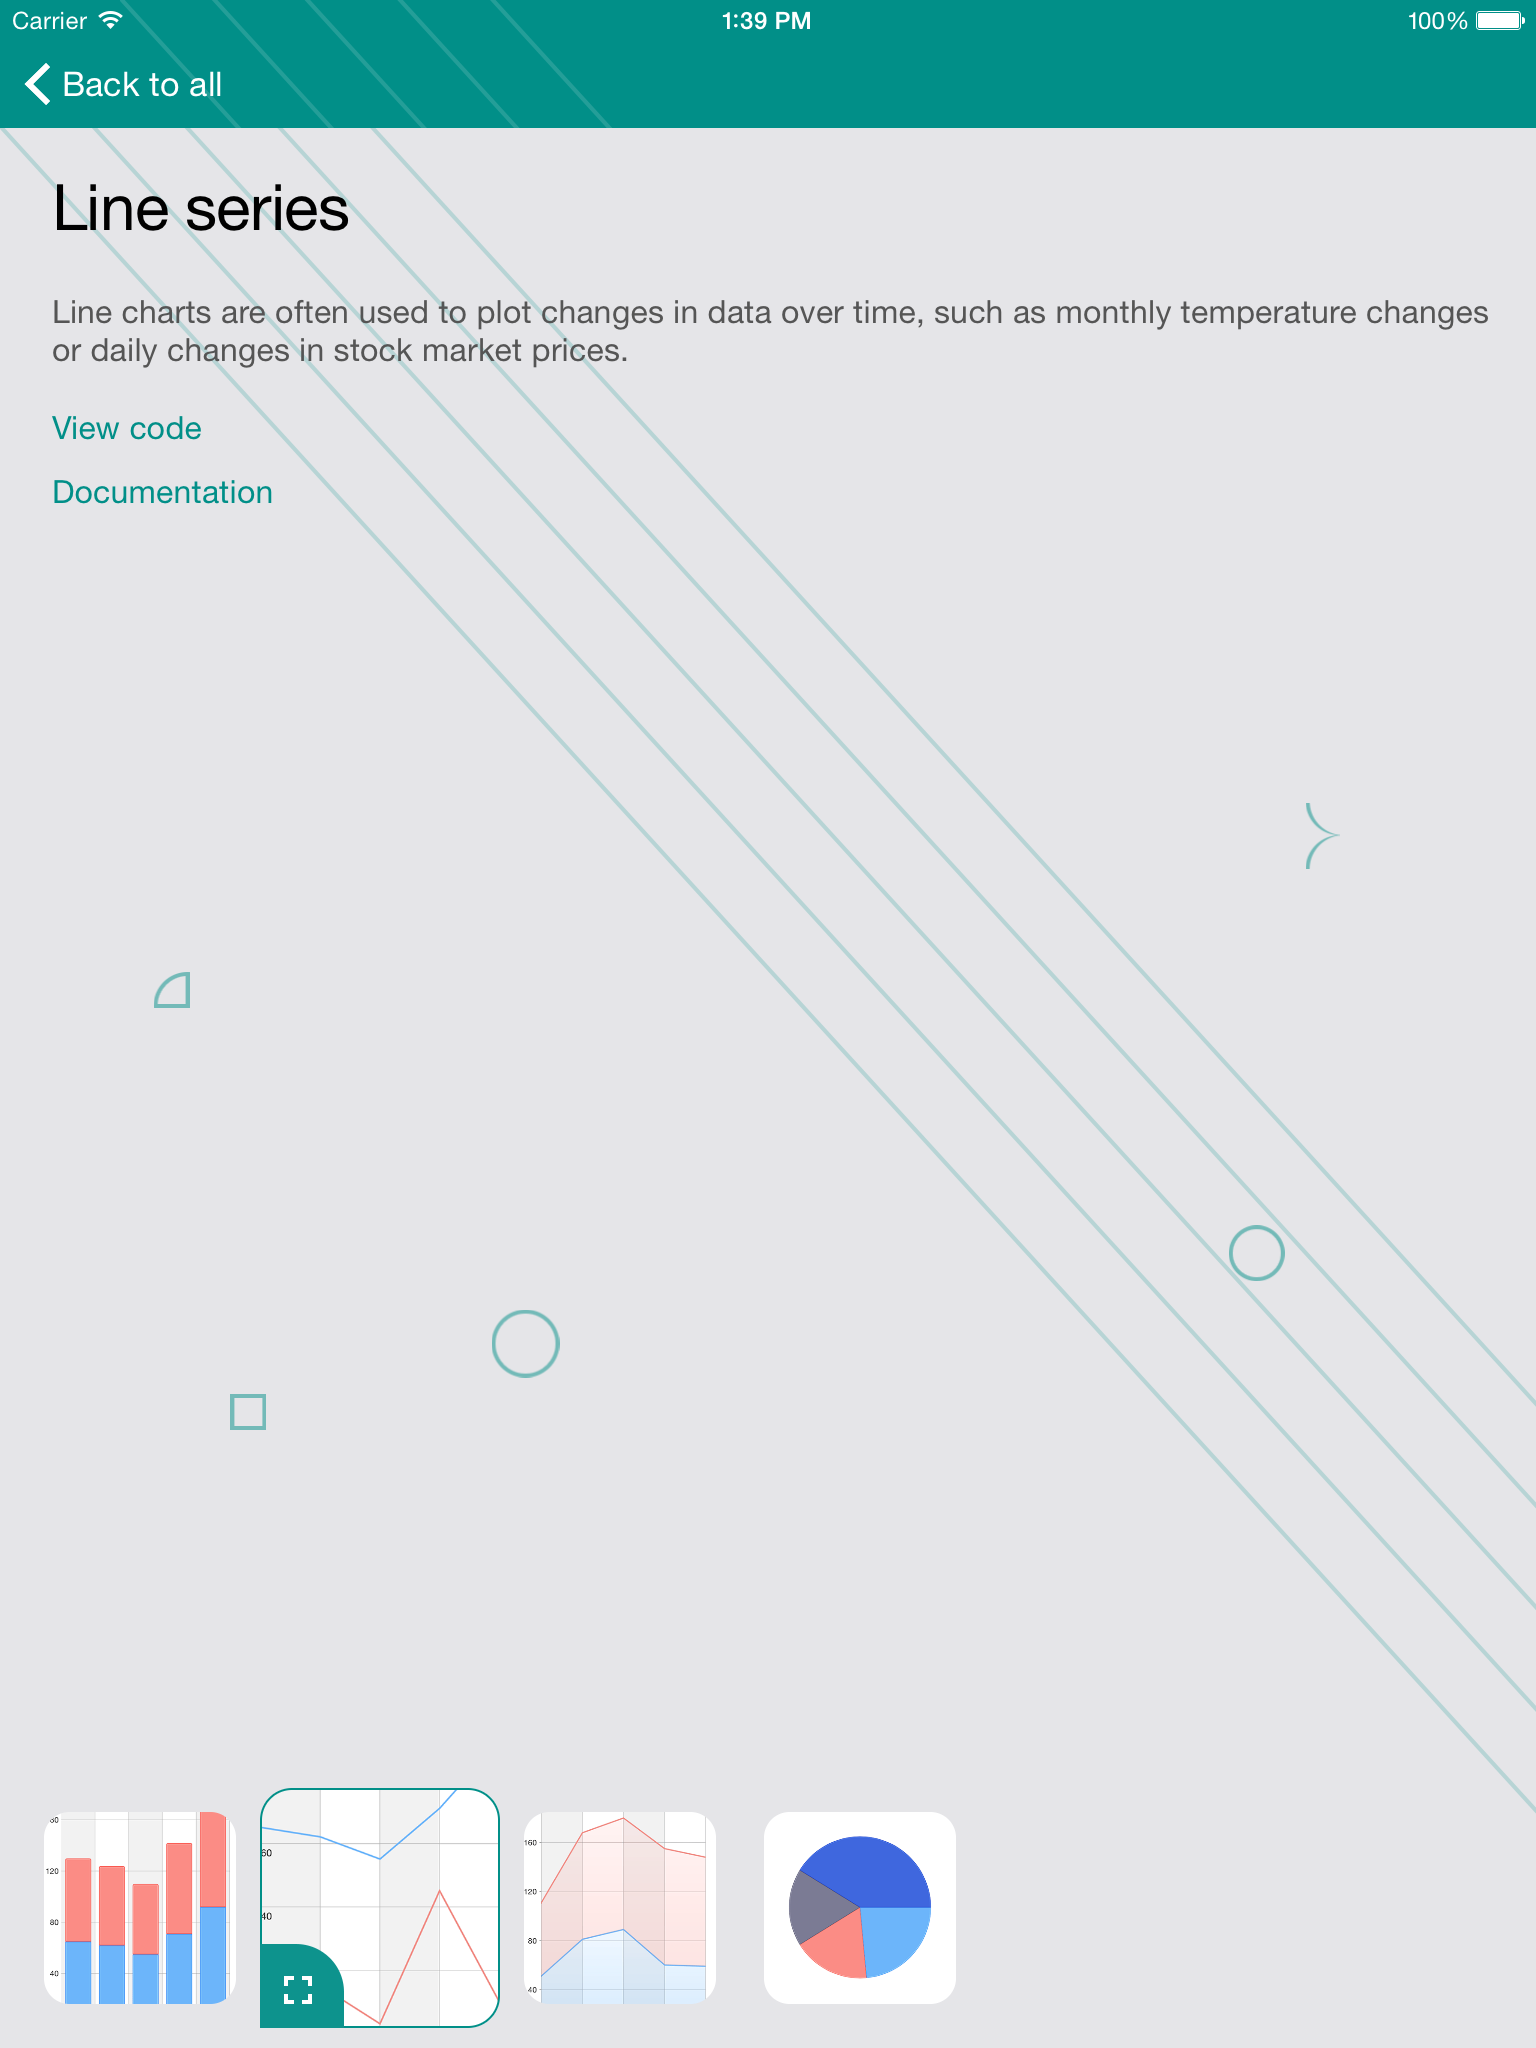 Carrier 1:39 PM 100%
Back to all
Line series
Line charts are often used to plot changes in data over time, such as monthly temperature changes
or daily changes in stock market prices.
View code
Documentation
120
80
40
60
40
160
120
80
40